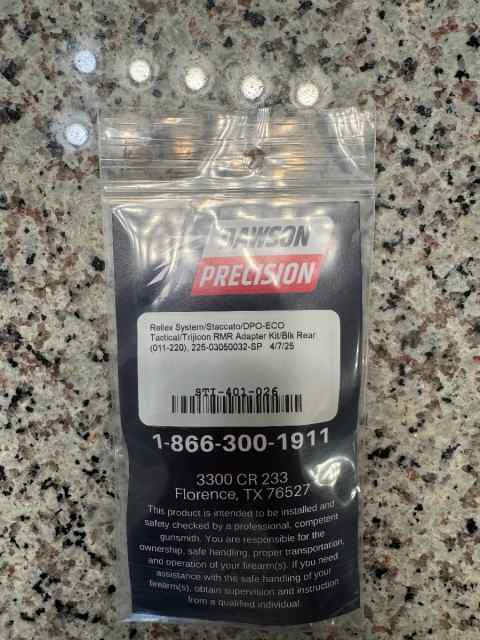 DAWSON
PRECISION
Reflex System/Staccato/DPO-ECO
Tactical/Trijicon RMR Adapter Kit/Blk Rear
(011-220), 225-03050032-SP 4/7/25
STI-401-026
1-866-300-1911
3300 CR 233
Florence, TX 76527
This product is intended to be installed and
safety checked by a professional, competent
gunsmith. You are responsible for the
ownership, safe handling, proper transportation,
and operation of your firearm(s). If you need
assistance with the safe handling of your
firearm(s), obtain supervision and instruction
from a qualified individual.